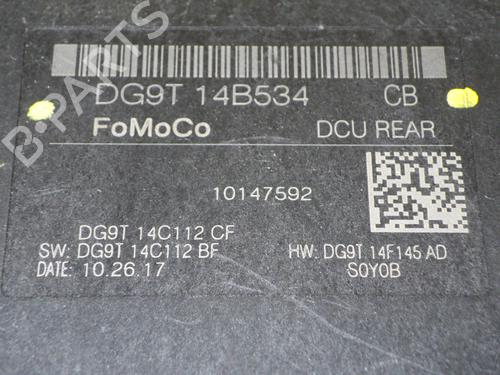 DG9T 14B534 CB
FoMoCo DCU REAR
10147592
DG9T 14C112 CF
SW: DG9T 14C112 BF HW: DG9T 14F145 AD
DATE: 10.26.17 S0Y0B
B-PARTS
B-PARTS